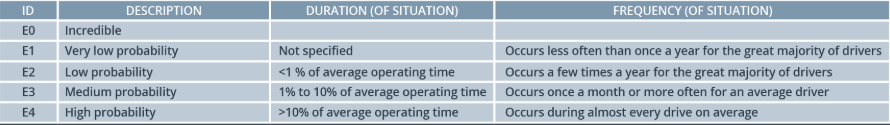 ID DESCRIPTION DURATION (OF SITUATION) FREQUENCY (OF SITUATION)
E0 Incredible
E1 Very low probability Not specified Occurs less often than once a year for the great majority of drivers
E2 Low probability <1 % of average operating time Occurs a few times a year for the great majority of drivers
E3 Medium probability 1% to 10% of average operating time Occurs once a month or more often for an average driver
E4 High probability >10% of average operating time Occurs during almost every drive on average